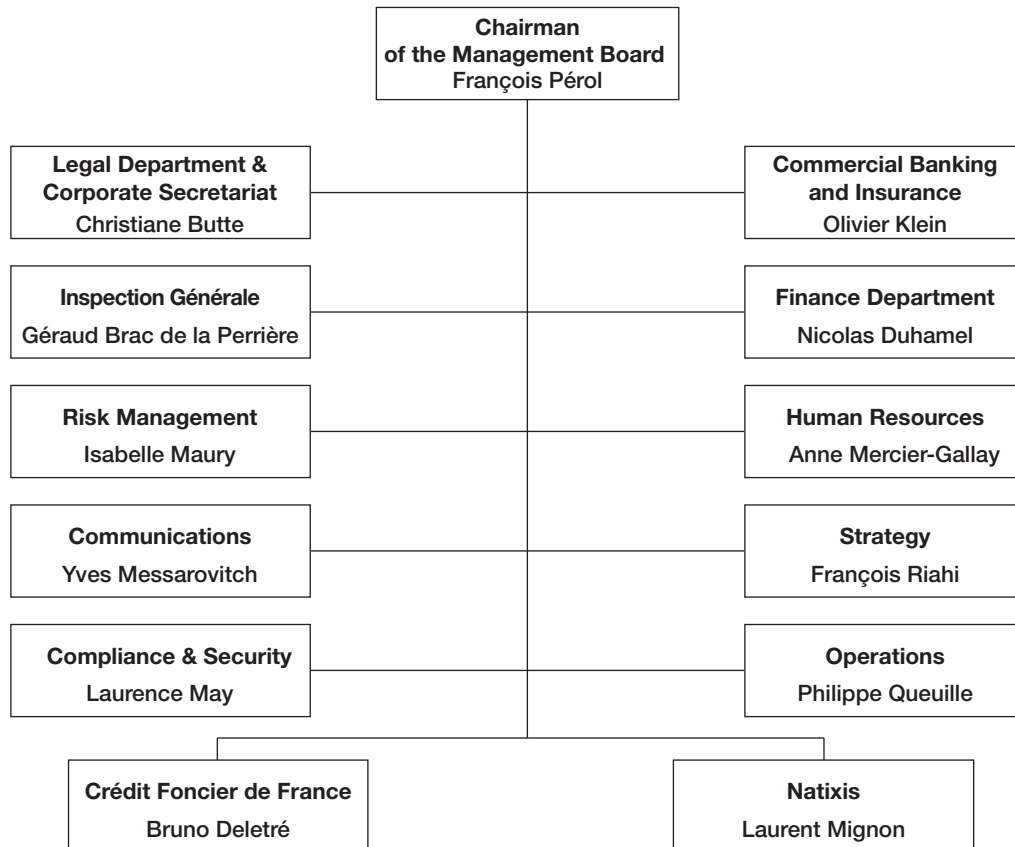 Chairman
of the Management Board
François Pérol
Legal Department &
Corporate Secretariat
Christiane Butte
Commercial Banking
and Insurance
Olivier Klein
Inspection Générale
Géraud Brac de la Perrière
Finance Department
Nicolas Duhamel
Risk Management
Isabelle Maury
Human Resources
Anne Mercier-Gallay
Communications
Yves Messarovitch
Strategy
François Riahi
Compliance & Security
Laurence May
Operations
Philippe Queuille
Crédit Foncier de France
Bruno Deletré
Natixis
Laurent Mignon